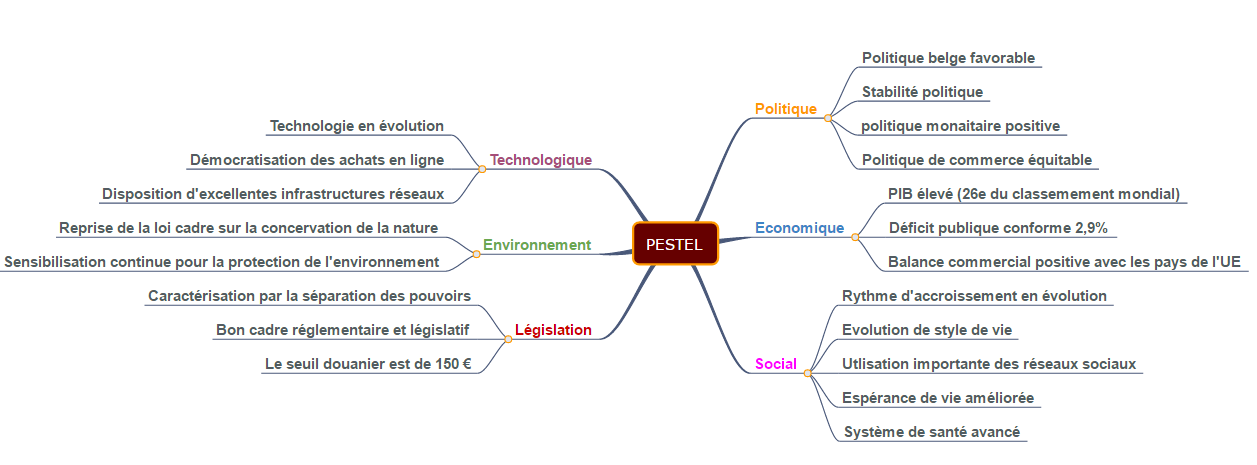 PESTEL
Politique
Politique belge favorable
Stabilité politique
politique monaitaire positive
Politique de commerce équitable
Economique
PIB élevé (26e du classemement mondial)
Déficit publique conforme 2,9%
Balance commercial positive avec les pays de l'UE
Social
Rythme d'accroissement en évolution
Evolution de style de vie
Utlisation importante des réseaux sociaux
Espérance de vie améliorée
Système de santé avancé
Technologique
Technologie en évolution
Démocratisation des achats en ligne
Disposition d'excellentes infrastructures réseaux
Environnement
Reprise de la loi cadre sur la concervation de la nature
Sensibilisation continue pour la protection de l'environnement
Législation
Caractérisation par la séparation des pouvoirs
Bon cadre réglementaire et législatif
Le seuil douanier est de 150 €